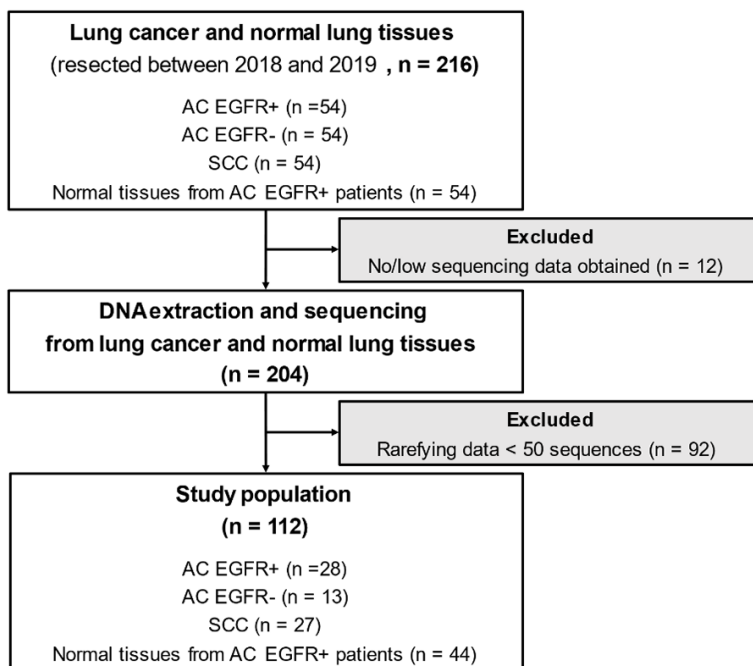 Lung cancer and normal lung tissues
(resected between 2018 and 2019 , n = 216)
AC EGFR+ (n =54)
AC EGFR- (n = 54)
SCC (n = 54)
Normal tissues from AC EGFR+ patients (n = 54)
Excluded
No/low sequencing data obtained (n = 12)
DNA extraction and sequencing
from lung cancer and normal lung tissues
(n = 204)
Excluded
Rarefying data < 50 sequences (n = 92)
Study population
(n = 112)
AC EGFR+ (n =28)
AC EGFR- (n = 13)
SCC (n = 27)
Normal tissues from AC EGFR+ patients (n = 44)